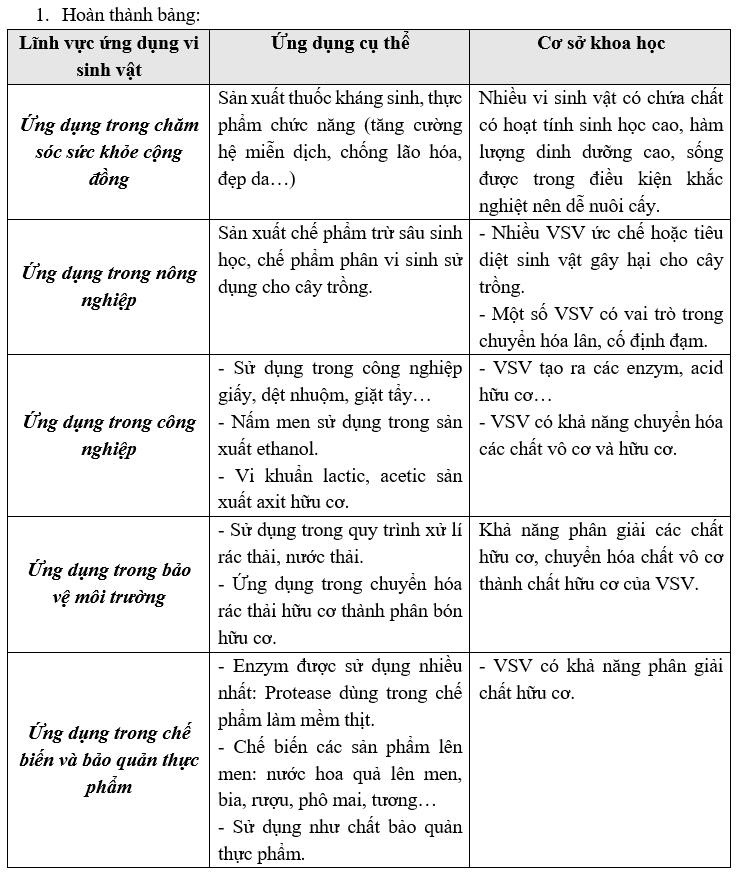 1. Hoàn thành bảng:
Lĩnh vực ứng dụng vi
sinh vật
Ứng dụng cụ thể
Cơ sở khoa học
Ứng dụng trong chăm
sóc sức khỏe cộng
đồng
Sản xuất thuốc kháng sinh, thực
phẩm chức năng (tăng cường
hệ miễn dịch, chống lão hóa,
đẹp da…)
Nhiều vi sinh vật có chứa chất
có hoạt tính sinh học cao, hàm
lượng dinh dưỡng cao, sống
được trong điều kiện khắc
nghiệt nên dễ nuôi cấy.
Ứng dụng trong nông
nghiệp
Sản xuất chế phẩm trừ sâu sinh
học, chế phẩm phân vi sinh sử
dụng cho cây trồng.
- Nhiều VSV ức chế hoặc tiêu
diệt sinh vật gây hại cho cây
trồng.
- Một số VSV có vai trò trong
chuyển hóa lân, cố định đạm.
Ứng dụng trong công
nghiệp
- Sử dụng trong công nghiệp
giấy, dệt nhuộm, giặt tẩy…
- Nấm men sử dụng trong sản
xuất ethanol.
- Vi khuẩn lactic, acetic sản
xuất axit hữu cơ.
- VSV tạo ra các enzym, acid
hữu cơ…
- VSV có khả năng chuyển hóa
các chất vô cơ và hữu cơ.
Ứng dụng trong bảo
vệ môi trường
- Sử dụng trong quy trình xử lí
rác thải, nước thải.
- Ứng dụng trong chuyển hóa
rác thải hữu cơ thành phân bón
hữu cơ.
Khả năng phân giải các chất
hữu cơ, chuyển hóa chất vô cơ
thành chất hữu cơ của VSV.
Ứng dụng trong chế
biến và bảo quản thực
phẩm
- Enzym được sử dụng nhiều
nhất: Protease dùng trong chế
phẩm làm mềm thịt.
- Chế biến các sản phẩm lên
men: nước hoa quả lên men,
bia, rượu, phô mai, tương…
- Sử dụng như chất bảo quản
thực phẩm.
- VSV có khả năng phân giải
chất hữu cơ.